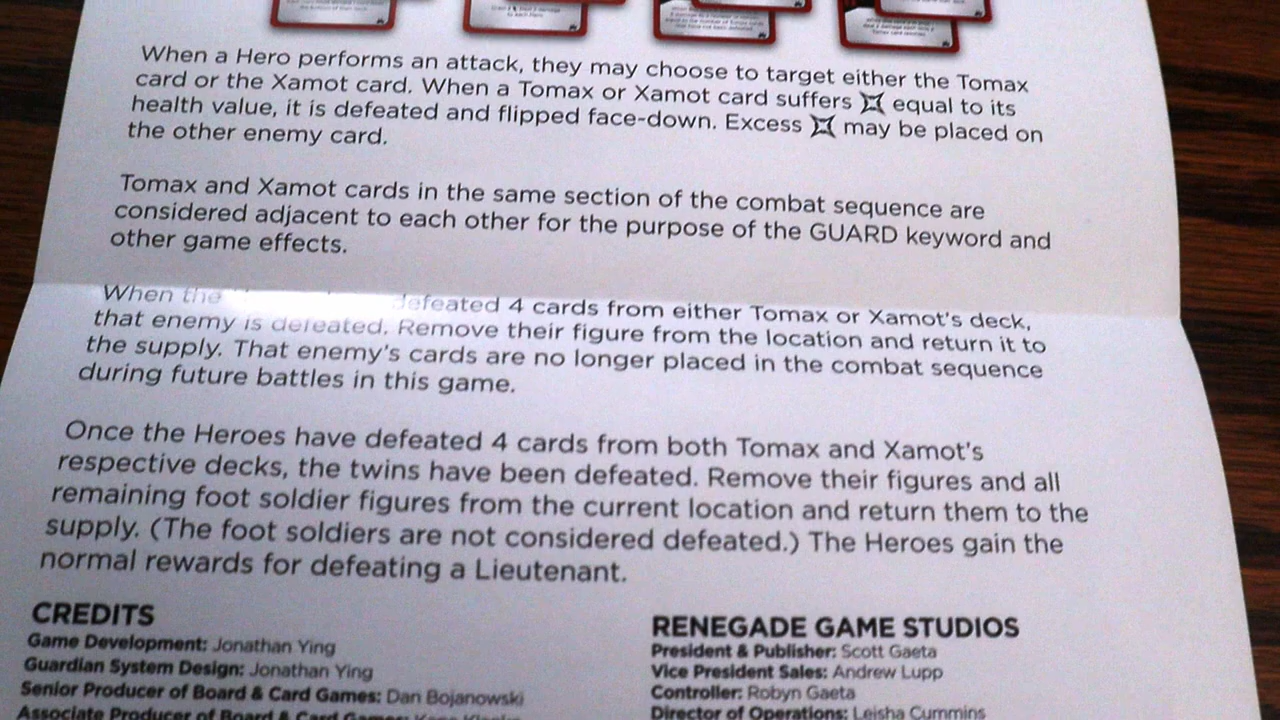 When a Hero performs an attack, they may choose to target either the Tomax
card or the Xamot card. When a Tomax or Xamot card suffers equal to its
health value, it is defeated and flipped face-down. Excess may be placed on
the other enemy card.
Tomax and Xamot cards in the same section of the combat sequence are
considered adjacent to each other for the purpose of the GUARD keyword and
other game effects.
When the defeated 4 cards from either Tomax or Xamot's deck,
that enemy is defeated. Remove their figure from the location and return it to
the supply. That enemy's cards are no longer placed in the combat sequence
during future battles in this game.
Once the Heroes have defeated 4 cards from both Tomax and Xamot's
respective decks, the twins have been defeated. Remove their figures and all
remaining foot soldier figures from the current location and return them to the
supply. (The foot soldiers are not considered defeated.) The Heroes gain the
normal rewards for defeating a Lieutenant.
CREDITS
Game Development: Jonathan Ying
Guardian System Design: Jonathan Ying
Senior Producer of Board & Card Games: Dan Bojanowski
Associate Producer of Board & Card Games:
RENEGADE GAME STUDIOS
President & Publisher: Scott Gaeta
Vice President Sales: Andrew Lupp
Controller: Robyn Gaeta
Director of Operations: Leisha Cummins